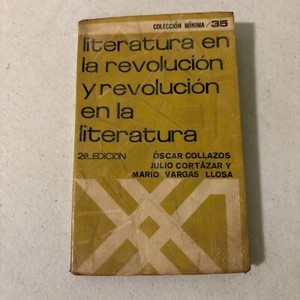 COLECCIÓN MÍNIMA / 35
literatura en
la revolución
y revolución
en la
literatura
2a. EDICION
ÓSCAR COLLAZOS
JULIO CORTÁZAR Y
MARIO VARGAS LLOSA